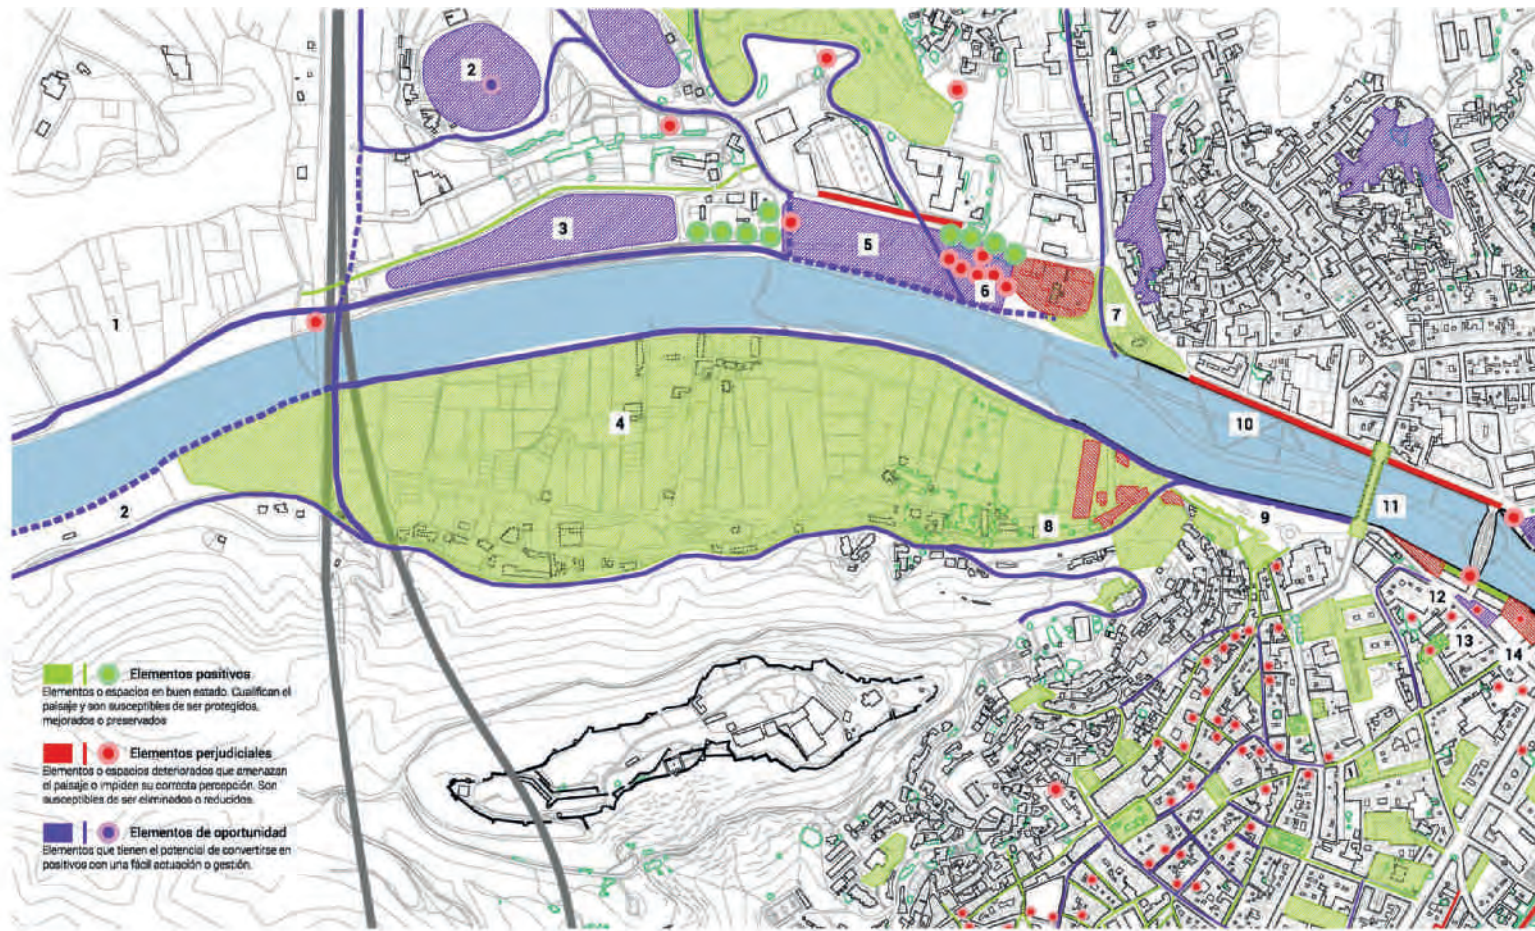 2
3
5
6
1
7
4
10
2
8
9
11
12
13
14
Elementos positivos
Elementos o espacios en buen estado. Cualifican el
paisaje y son susceptibles de ser protegidos,
mejorados o preservados
Elementos perjudiciales
Elementos o espacios deteriorados que amenazan
el paisaje o impiden su correcta percepción. Son
susceptibles de ser eliminados o reducidos.
Elementos de oportunidad
Elementos que tienen el potencial de convertirse en
positivos con una fácil actuación o gestión.